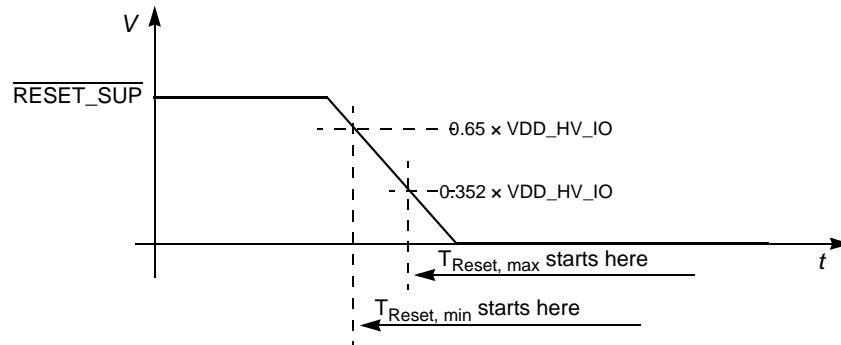 V
RESET_SUP
0.65 × VDD_HV_IO
0.352 × VDD_HV_IO
t
TReset, max starts here
TReset, min starts here